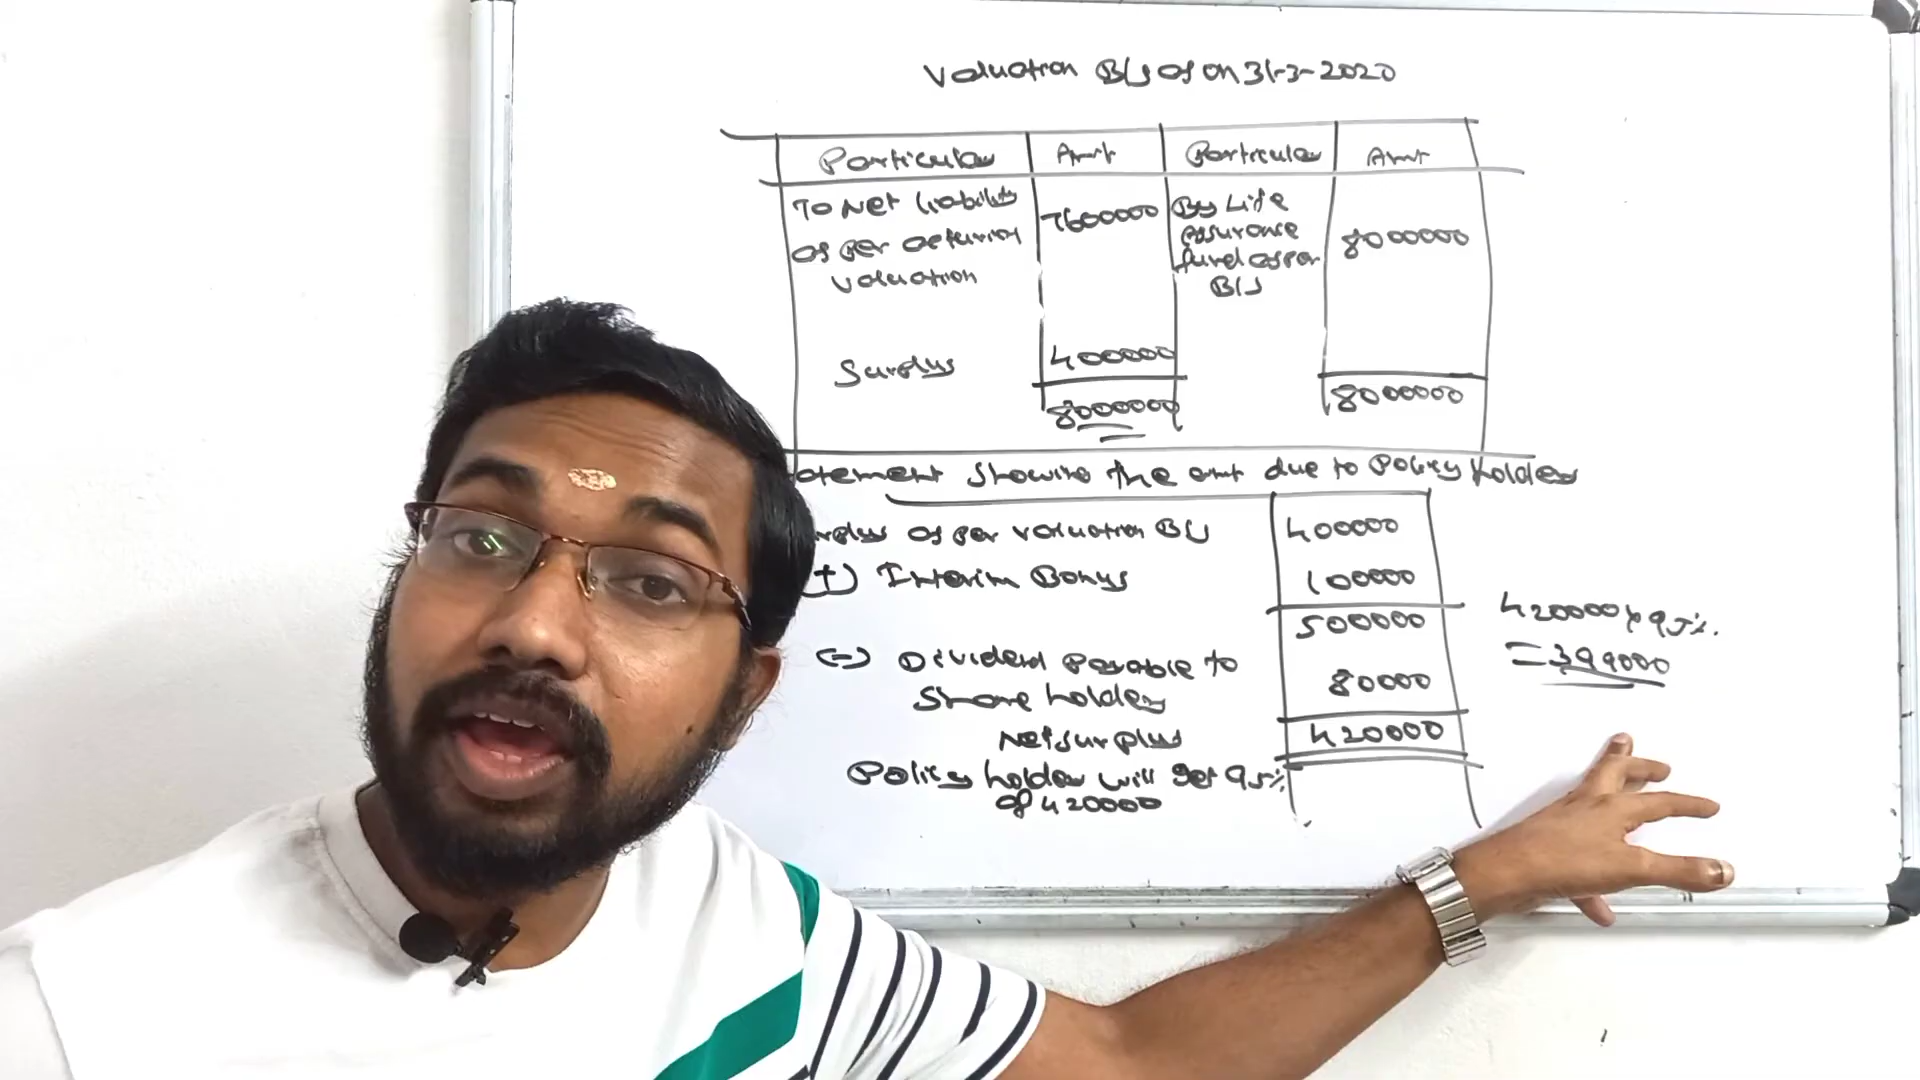 Valuation B/S as on 31-3-2020
Particulars Amt Particulars Amt
To Net liability 7600000 By Life
as per acturial assurance 8000000
valuation fund as per
B/S
Surplus 400000
8000000 8000000
atement showing the amt due to Policy holders
rplus as per valuation B/S 400000
(+) Interim Bonus 100000
500000
(-) Dividend Payable to
Share holders 80000
Net surplus 420000
Policy holder will get 95%
of 420000
420000 x 95%.
= 399000